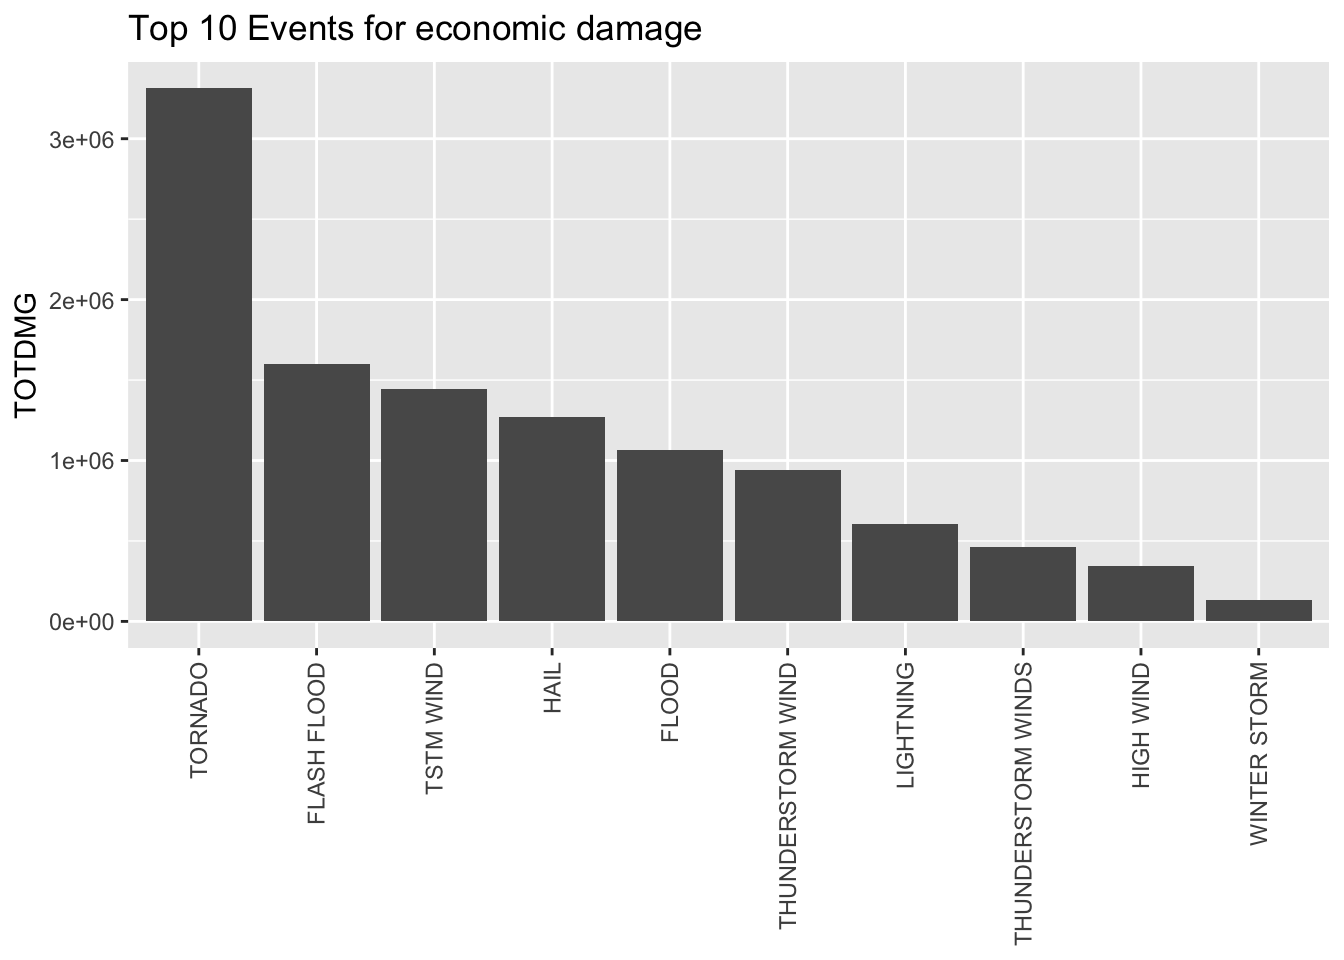 Top 10 Events for economic damage
TOTDMG
3e+06
2e+06
1e+06
0e+00
TORNADO
FLASH FLOOD
TSTM WIND
HAIL
FLOOD
THUNDERSTORM WIND
LIGHTNING
THUNDERSTORM WINDS
HIGH WIND
WINTER STORM